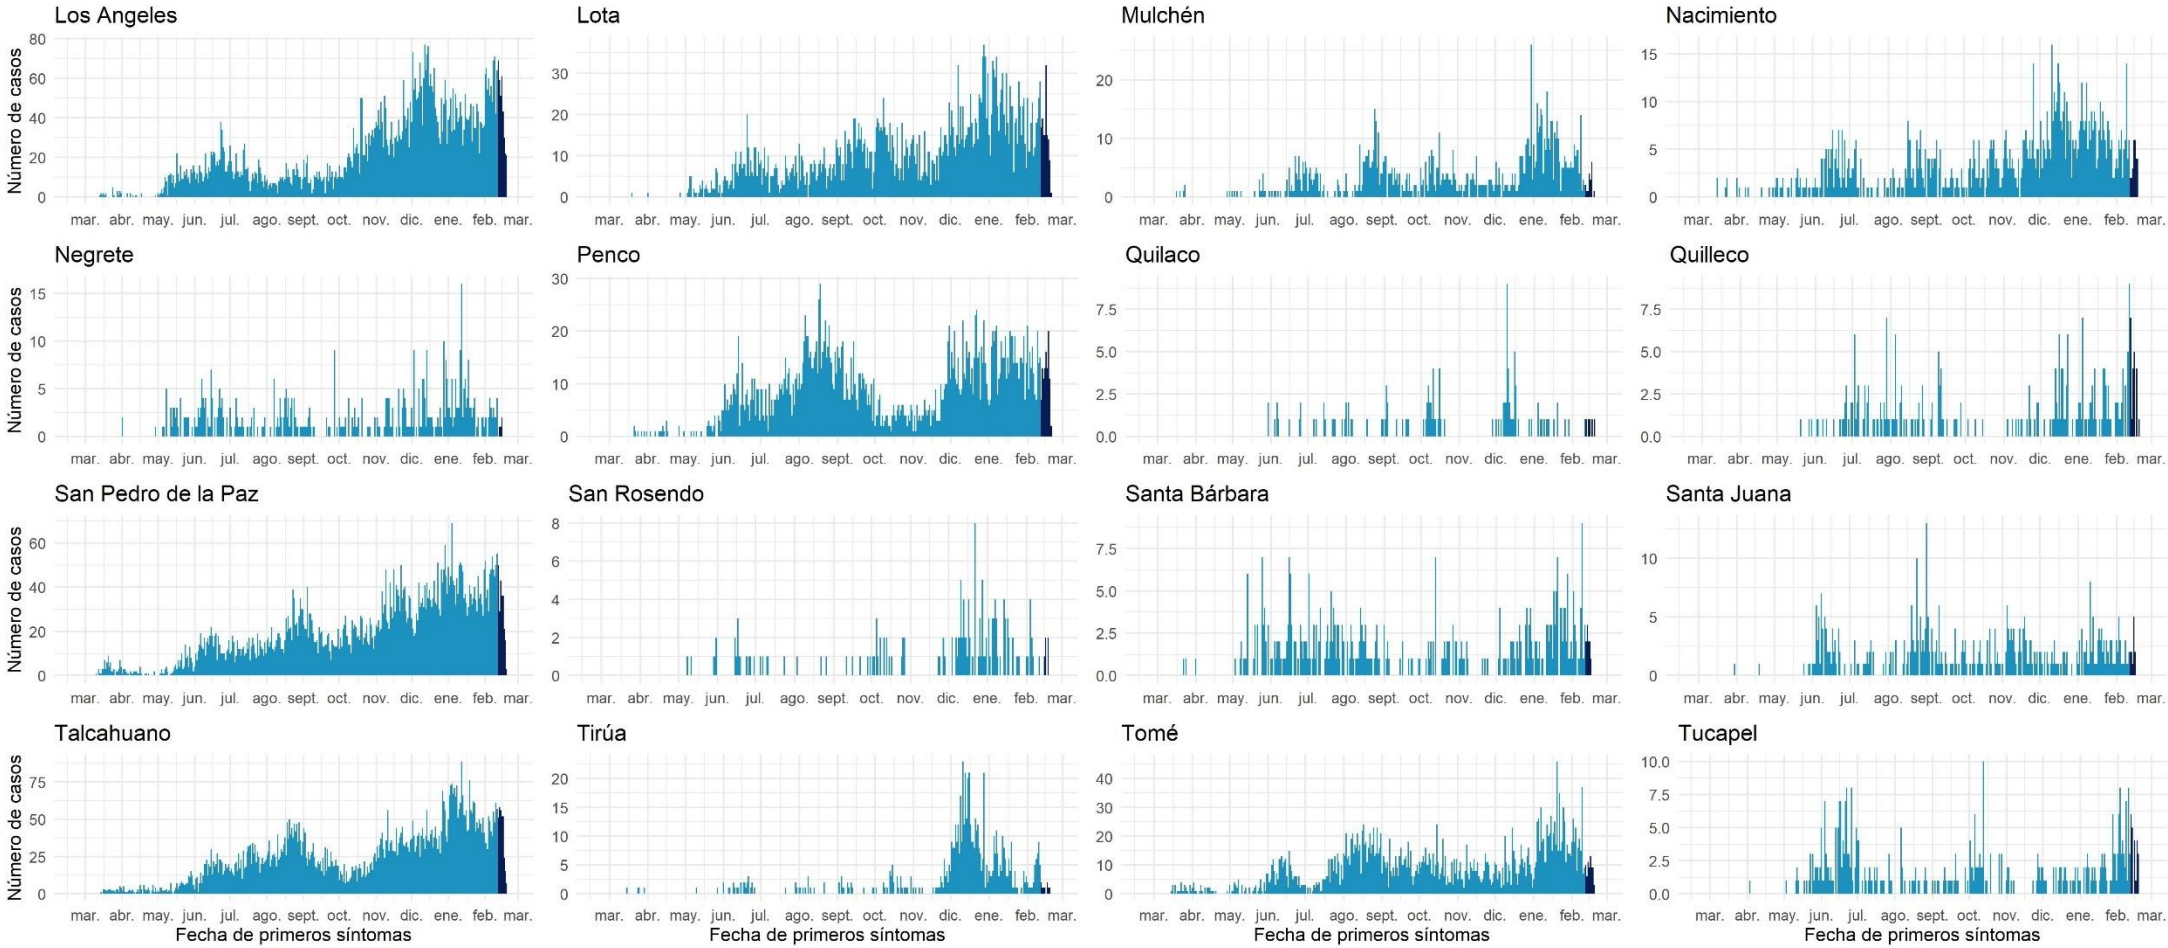 Los Angeles
Lota
Mulchén
Nacimiento
Número de casos
80
60
40
20
0
30
20
10
0
20
10
0
15
10
5
0
mar. abr. may. jun. jul. ago. sept. oct. nov. dic. ene. feb. mar.
mar. abr. may. jun. jul. ago. sept. oct. nov. dic. ene. feb. mar.
mar. abr. may. jun. jul. ago. sept. oct. nov. dic. ene. feb. mar.
mar. abr. may. jun. jul. ago. sept. oct. nov. dic. ene. feb. mar.
Negrete
Penco
Quilaco
Quilleco
Número de casos
15
10
5
0
30
20
10
0
7.5
5.0
2.5
0.0
7.5
5.0
2.5
0.0
mar. abr. may. jun. jul. ago. sept. oct. nov. dic. ene. feb. mar.
mar. abr. may. jun. jul. ago. sept. oct. nov. dic. ene. feb. mar.
mar. abr. may. jun. jul. ago. sept. oct. nov. dic. ene. feb. mar.
mar. abr. may. jun. jul. ago. sept. oct. nov. dic. ene. feb. mar.
San Pedro de la Paz
San Rosendo
Santa Bárbara
Santa Juana
Número de casos
60
40
20
0
8
6
4
2
0
7.5
5.0
2.5
0.0
10
5
0
mar. abr. may. jun. jul. ago. sept. oct. nov. dic. ene. feb. mar.
mar. abr. may. jun. jul. ago. sept. oct. nov. dic. ene. feb. mar.
mar. abr. may. jun. jul. ago. sept. oct. nov. dic. ene. feb. mar.
mar. abr. may. jun. jul. ago. sept. oct. nov. dic. ene. feb. mar.
Talcahuano
Tirúa
Tomé
Tucapel
Número de casos
75
50
25
0
20
15
10
5
0
40
30
20
10
0
10.0
7.5
5.0
2.5
0.0
mar. abr. may. jun. jul. ago. sept. oct. nov. dic. ene. feb. mar.
mar. abr. may. jun. jul. ago. sept. oct. nov. dic. ene. feb. mar.
mar. abr. may. jun. jul. ago. sept. oct. nov. dic. ene. feb. mar.
mar. abr. may. jun. jul. ago. sept. oct. nov. dic. ene. feb. mar.
Fecha de primeros síntomas
Fecha de primeros síntomas
Fecha de primeros síntomas
Fecha de primeros síntomas